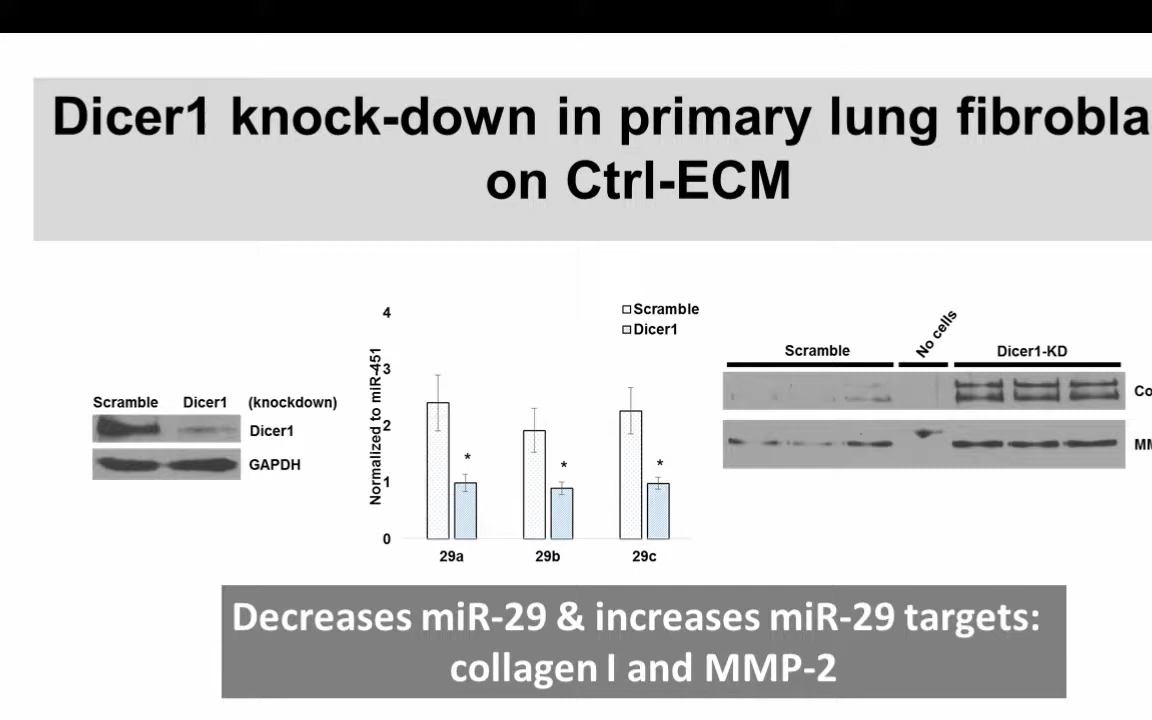 Dicer1 knock-down in primary lung fibrobla
on Ctrl-ECM
Scramble Dicer1 (knockdown)
Dicer1
GAPDH
Normalized to miR-451
4
3
2
1
0
Scramble
Dicer1
* * *
29a 29b 29c
Scramble No cells Dicer1-KD
Co
MM
Decreases miR-29 & increases miR-29 targets:
collagen I and MMP-2